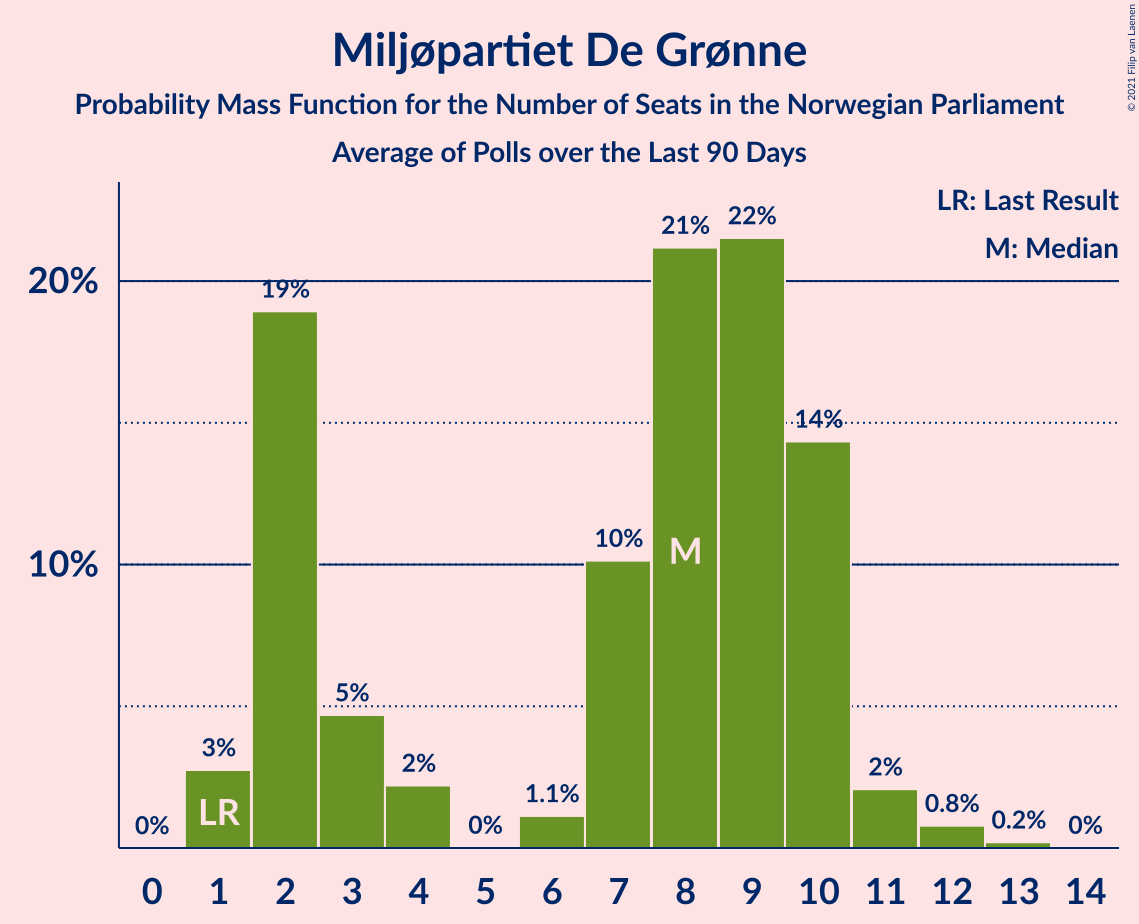 Miljøpartiet De Grønne
Probability Mass Function for the Number of Seats in the Norwegian Parliament
Average of Polls over the Last 90 Days
© 2021 Filip van Laenen
LR: Last Result
M: Median
20%
10%
0%
3%
19%
5%
2%
0%
1.1%
10%
21%
22%
14%
2%
0.8%
0.2%
0%
LR
M
0 1 2 3 4 5 6 7 8 9 10 11 12 13 14